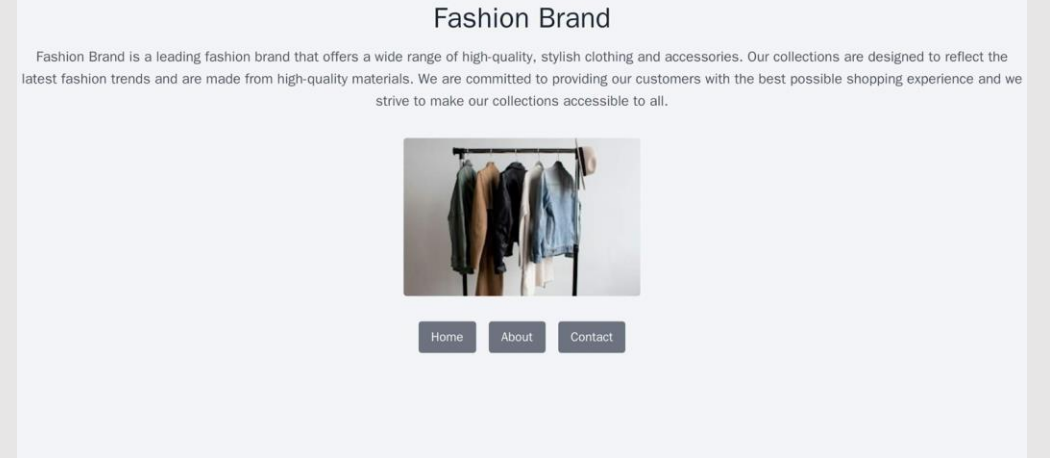 Fashion Brand
Fashion Brand is a leading fashion brand that offers a wide range of high-quality, stylish clothing and accessories. Our collections are designed to reflect the
latest fashion trends and are made from high-quality materials. We are committed to providing our customers with the best possible shopping experience and we
strive to make our collections accessible to all.
Home About Contact